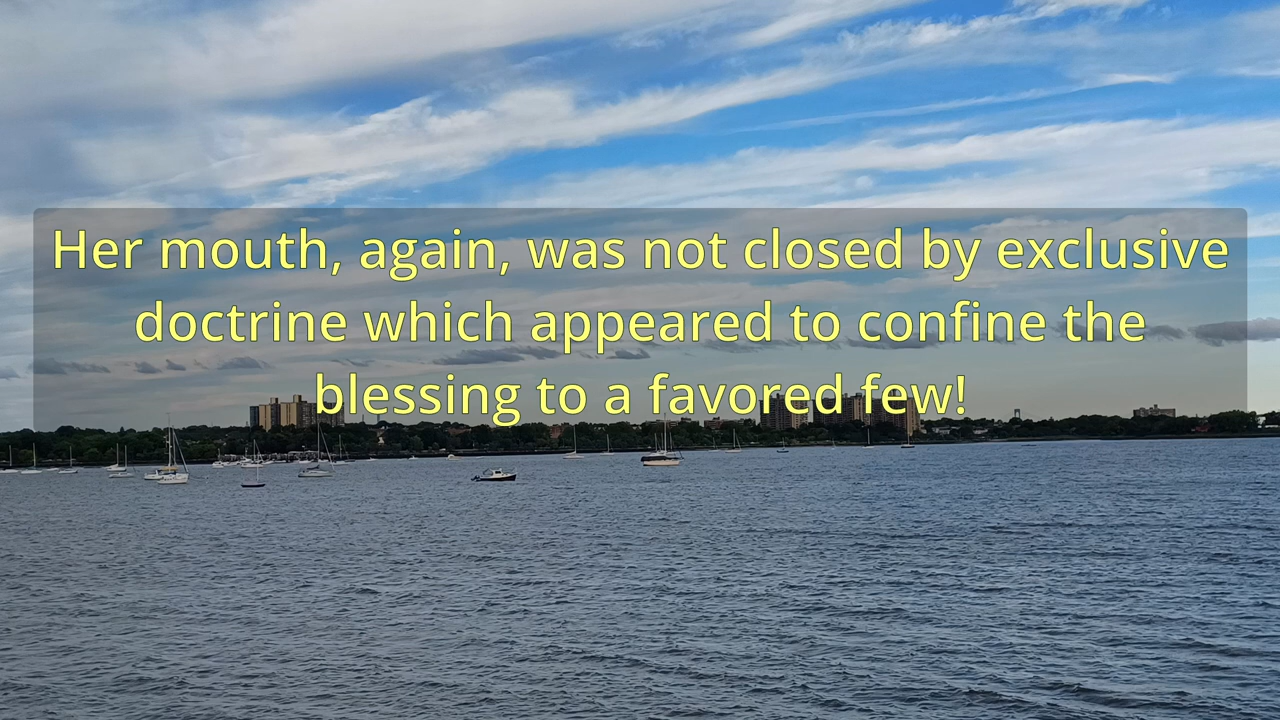 Her mouth, again, was not closed by exclusive
doctrine which appeared to confine the
blessing to a favored few!